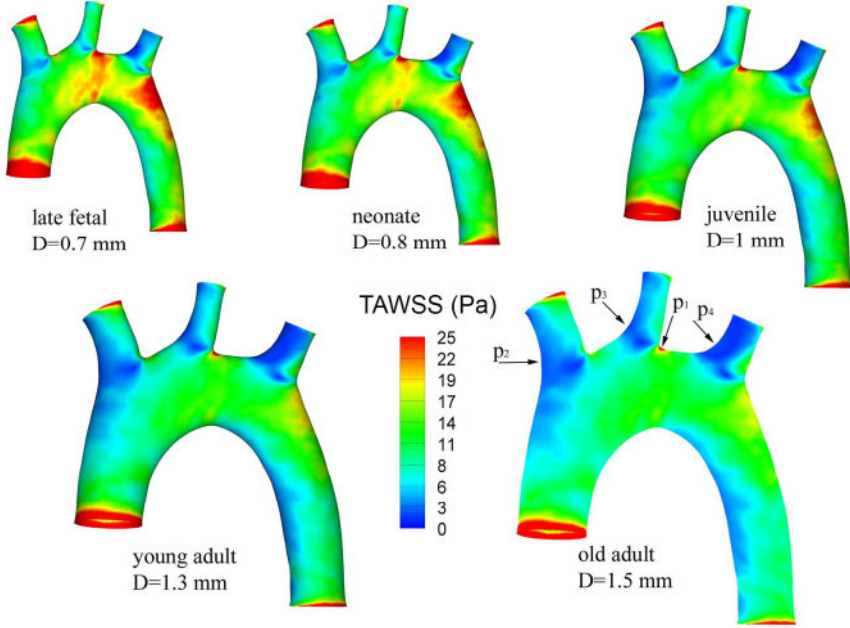 late fetal
D=0.7 mm
neonate
D=0.8 mm
juvenile
D=1 mm
TAWSS (Pa)
25
22
19
17
14
11
8
6
3
0
p₃
p₁
p₄
p₂
young adult
D=1.3 mm
old adult
D=1.5 mm